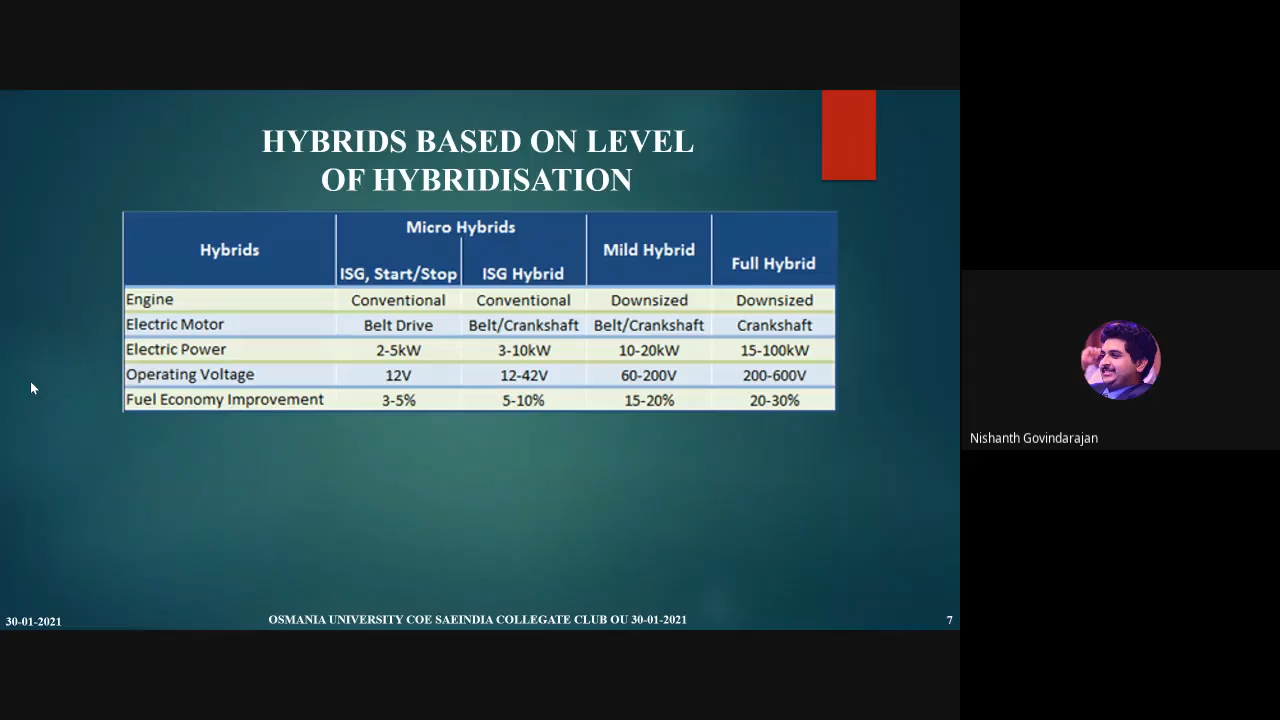 HYBRIDS BASED ON LEVEL
OF HYBRIDISATION
Hybrids Micro Hybrids Mild Hybrid Full Hybrid
ISG, Start/Stop ISG Hybrid
Engine Conventional Conventional Downsized Downsized
Electric Motor Belt Drive Belt/Crankshaft Belt/Crankshaft Crankshaft
Electric Power 2-5kW 3-10kW 10-20kW 15-100kW
Operating Voltage 12V 12-42V 60-200V 200-600V
Fuel Economy Improvement 3-5% 5-10% 15-20% 20-30%
30-01-2021 OSMANIA UNIVERSITY COE SAEINDIA COLLEGATE CLUB OU 30-01-2021 7
Nishanth Govindarajan